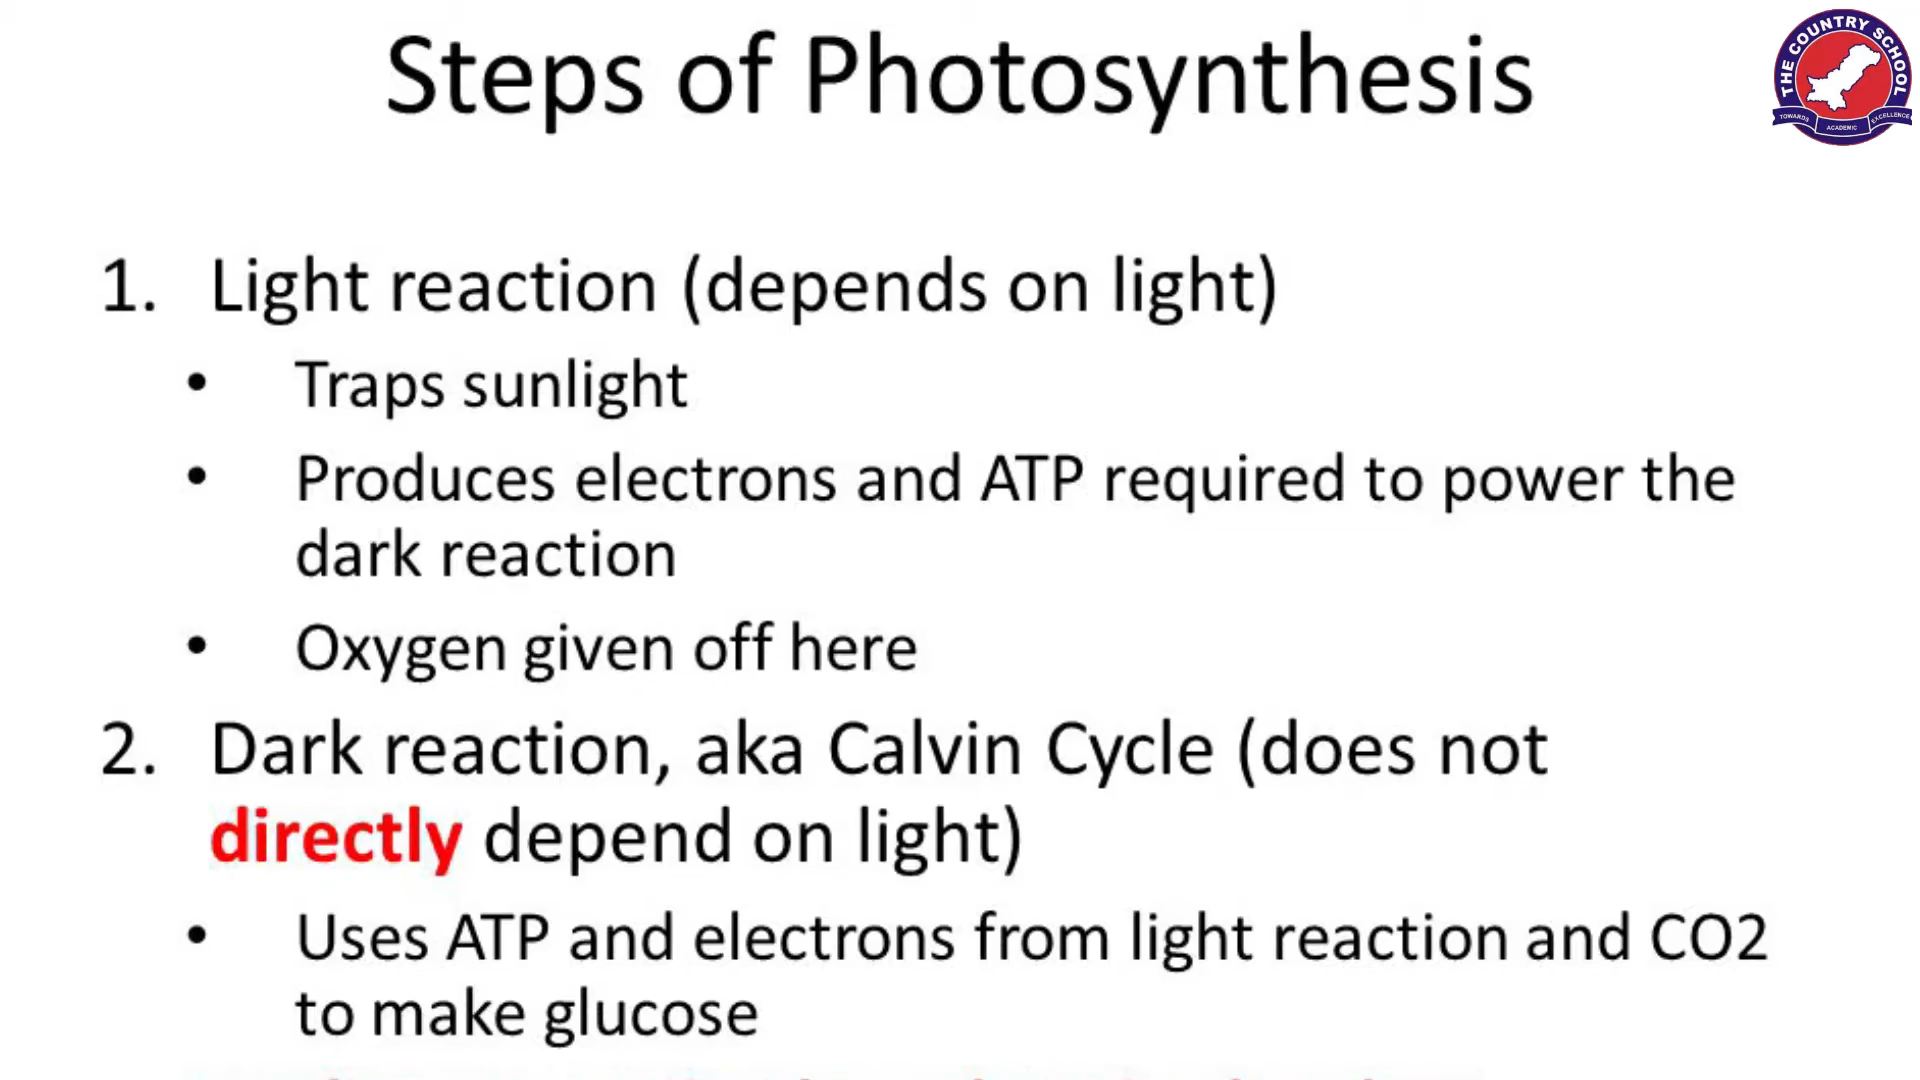 Steps of Photosynthesis
THE COUNTRY SCHOOL
TOWARDS ACADEMIC EXCELLENCE
1. Light reaction (depends on light)
• Traps sunlight
• Produces electrons and ATP required to power the
dark reaction
• Oxygen given off here
2. Dark reaction, aka Calvin Cycle (does not
directly depend on light)
• Uses ATP and electrons from light reaction and CO2
to make glucose